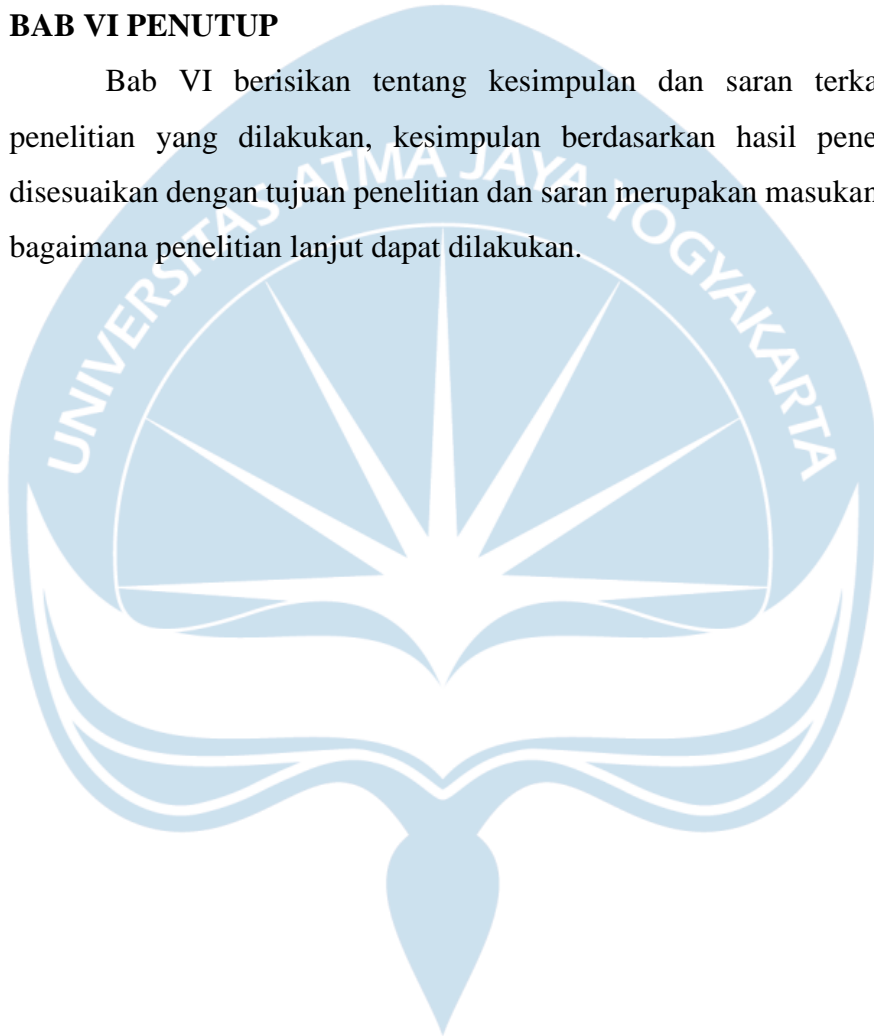 BAB VI PENUTUP
Bab VI berisikan tentang kesimpulan dan saran terka
penelitian yang dilakukan, kesimpulan berdasarkan hasil pene
disesuaikan dengan tujuan penelitian dan saran merupakan masukan
bagaimana penelitian lanjut dapat dilakukan.
UNIVERSITAS ATMA JAYA YOGYAKARTA